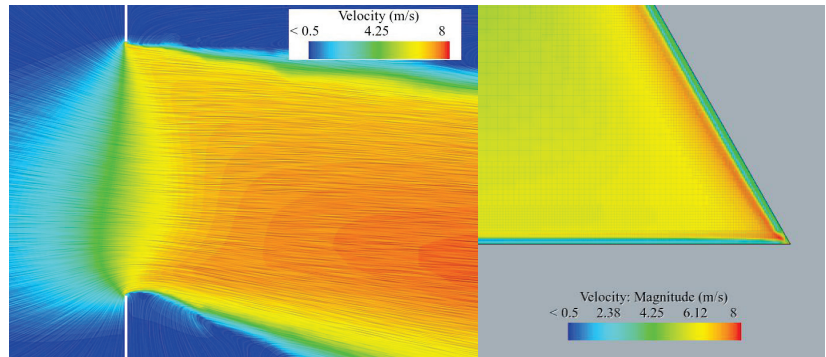 Velocity (m/s)
< 0.5 4.25 8
Velocity: Magnitude (m/s)
< 0.5 2.38 4.25 6.12 8